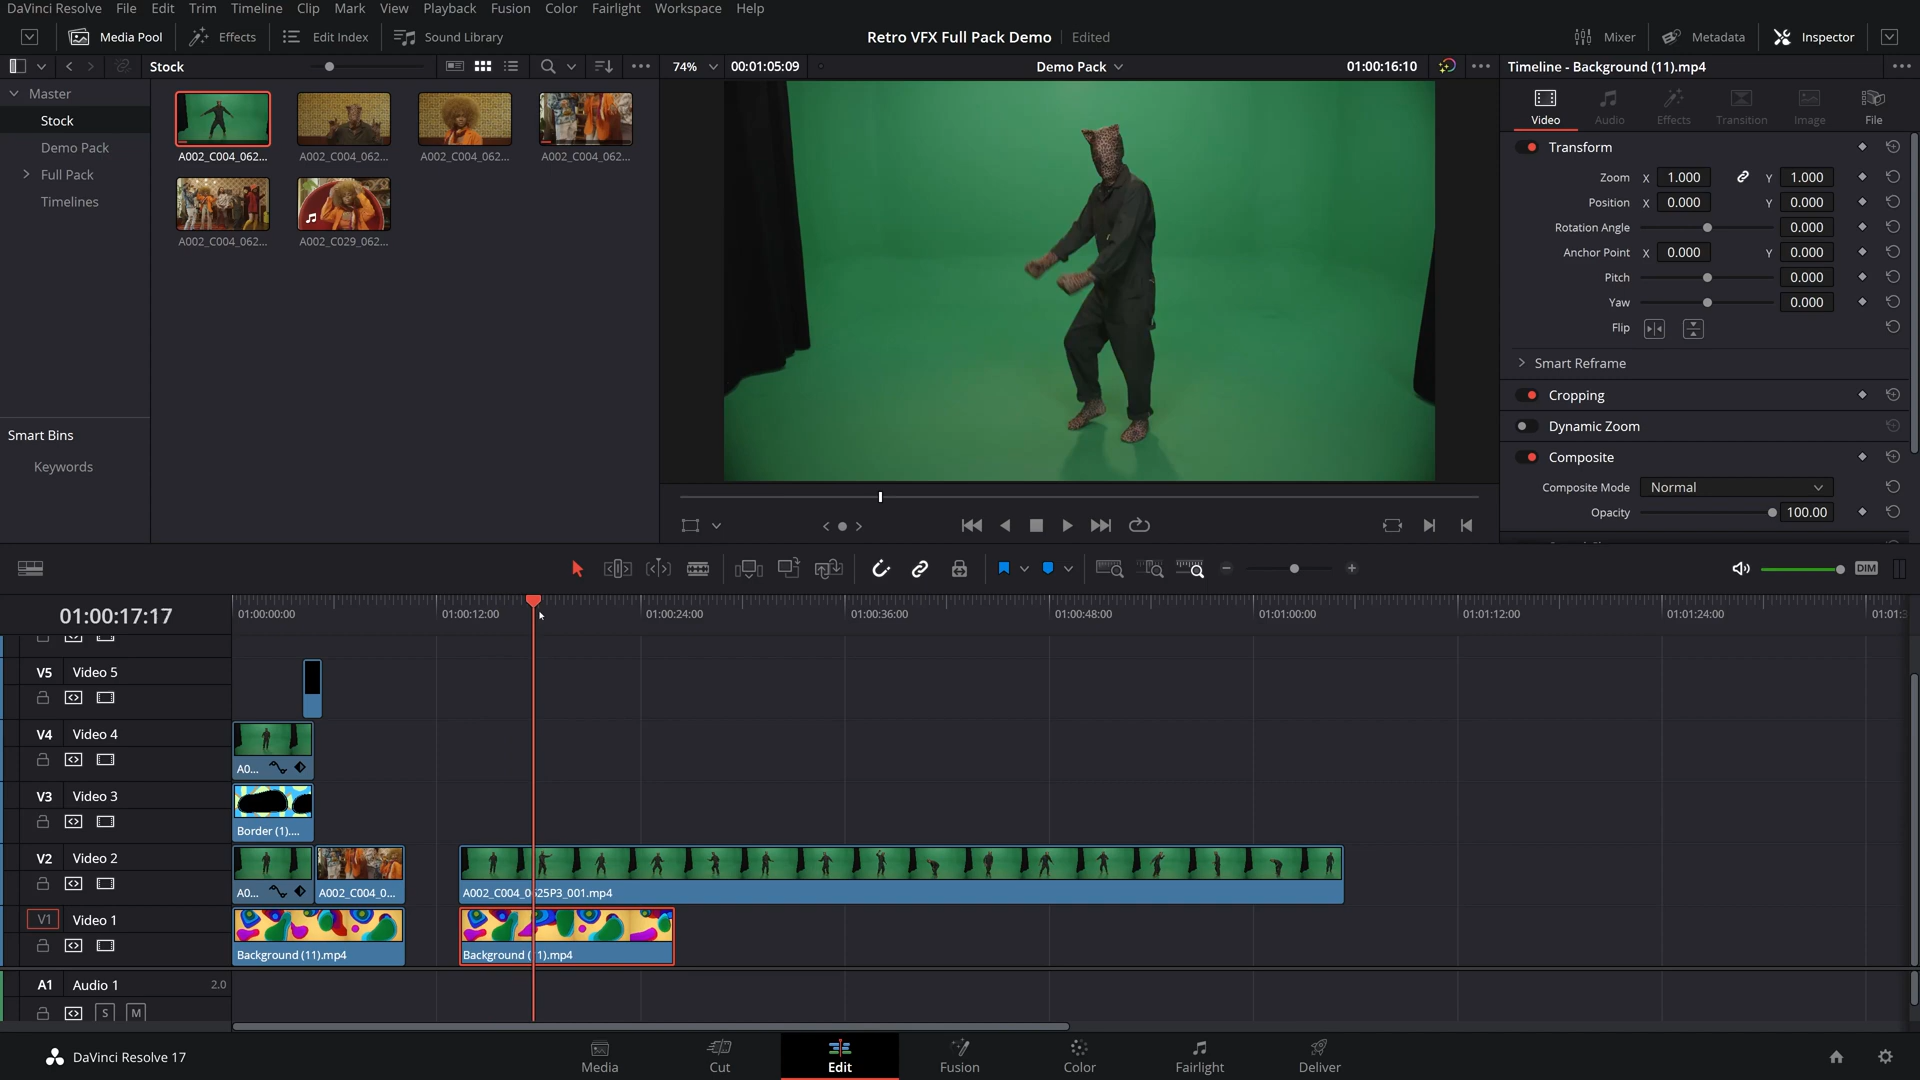 DaVinci Resolve File Edit Trim Timeline Clip Mark View Playback Fusion Color Fairlight Workspace Help
Media Pool Effects Edit Index Sound Library Retro VFX Full Pack Demo Edited Mixer Metadata Inspector
Stock 74% 00:01:05:09 Demo Pack 01:00:16:10 Timeline - Background (11).mp4
Master
Stock
Demo Pack
Full Pack
Timelines
A002_C004_062... A002_C004_062... A002_C004_062... A002_C004_062...
A002_C004_062... A002_C029_062...
Smart Bins
Keywords
Video Audio Effects Transition Image File
Transform
Zoom X 1.000 Y 1.000
Position X 0.000 Y 0.000
Rotation Angle 0.000
Anchor Point X 0.000 Y 0.000
Pitch 0.000
Yaw 0.000
Flip
Smart Reframe
Cropping
Dynamic Zoom
Composite
Composite Mode Normal
Opacity 100.00
DIM
01:00:17:17 01:00:00:00 01:00:12:00 01:00:24:00 01:00:36:00 01:00:48:00 01:01:00:00 01:01:12:00 01:01:24:00 01:01:3
V5 Video 5
V4 Video 4
A0...
V3 Video 3
Border (1)....
V2 Video 2
A0... A002_C004_0... A002_C004_0625P3_001.mp4
V1 Video 1
Background (11).mp4 Background (11).mp4
A1 Audio 1 2.0
S M
DaVinci Resolve 17 Media Cut Edit Fusion Color Fairlight Deliver